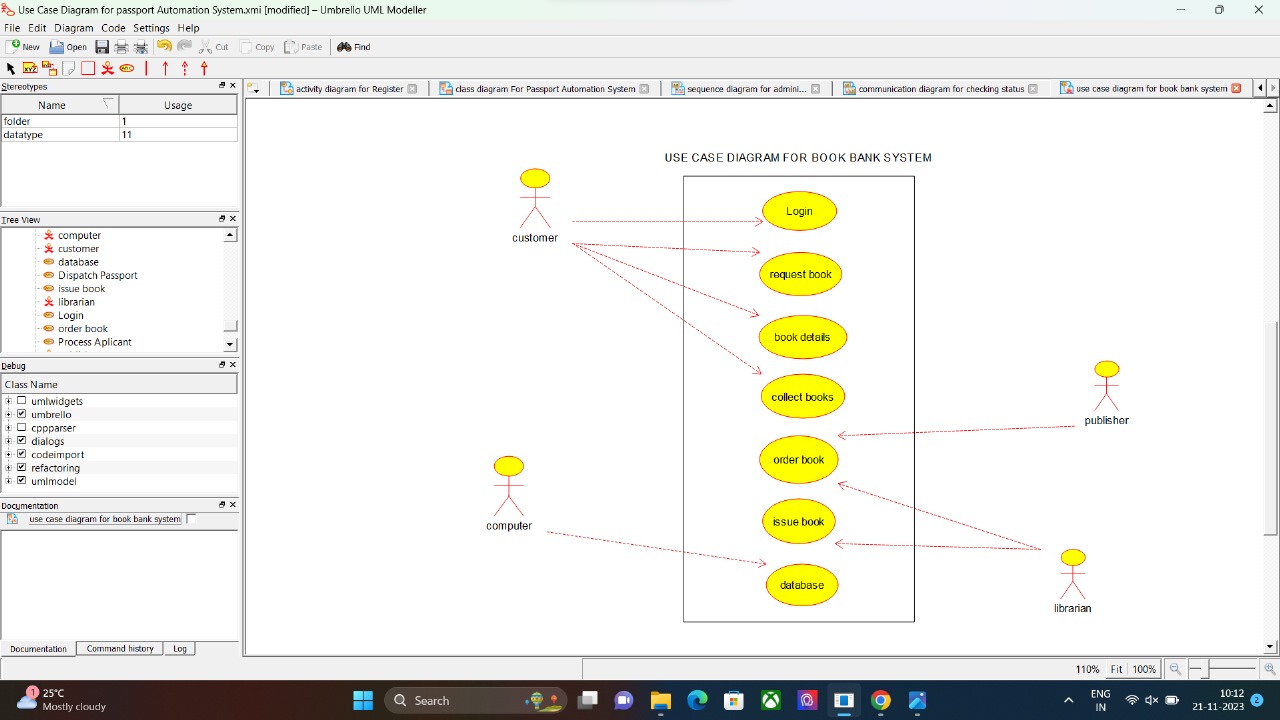 Use Case Diagram for passport Automation System.xmi [modified] – Umbrello UML Modeller
File Edit Diagram Code Settings Help
New Open Cut Copy Paste Find
Stereotypes
activity diagram for Register class diagram For Passport Automation System sequence diagram for admini... communication diagram for checking status use case diagram for book bank system
Name Usage
folder 1
datatype 11
Tree View
computer
customer
database
Dispatch Passport
issue book
librarian
Login
order book
Process Aplicant
Debug
Class Name
umlwidgets
umbrello
cppparser
dialogs
codeimport
refactoring
umlmodel
Documentation
use case diagram for book bank system
Documentation Command history Log
USE CASE DIAGRAM FOR BOOK BANK SYSTEM
customer
Login
request book
book details
collect books
publisher
order book
computer
issue book
database
librarian
110% Fit 100%
1
25°C
Mostly cloudy
Search
ENG
IN
10:12
21-11-2023
2